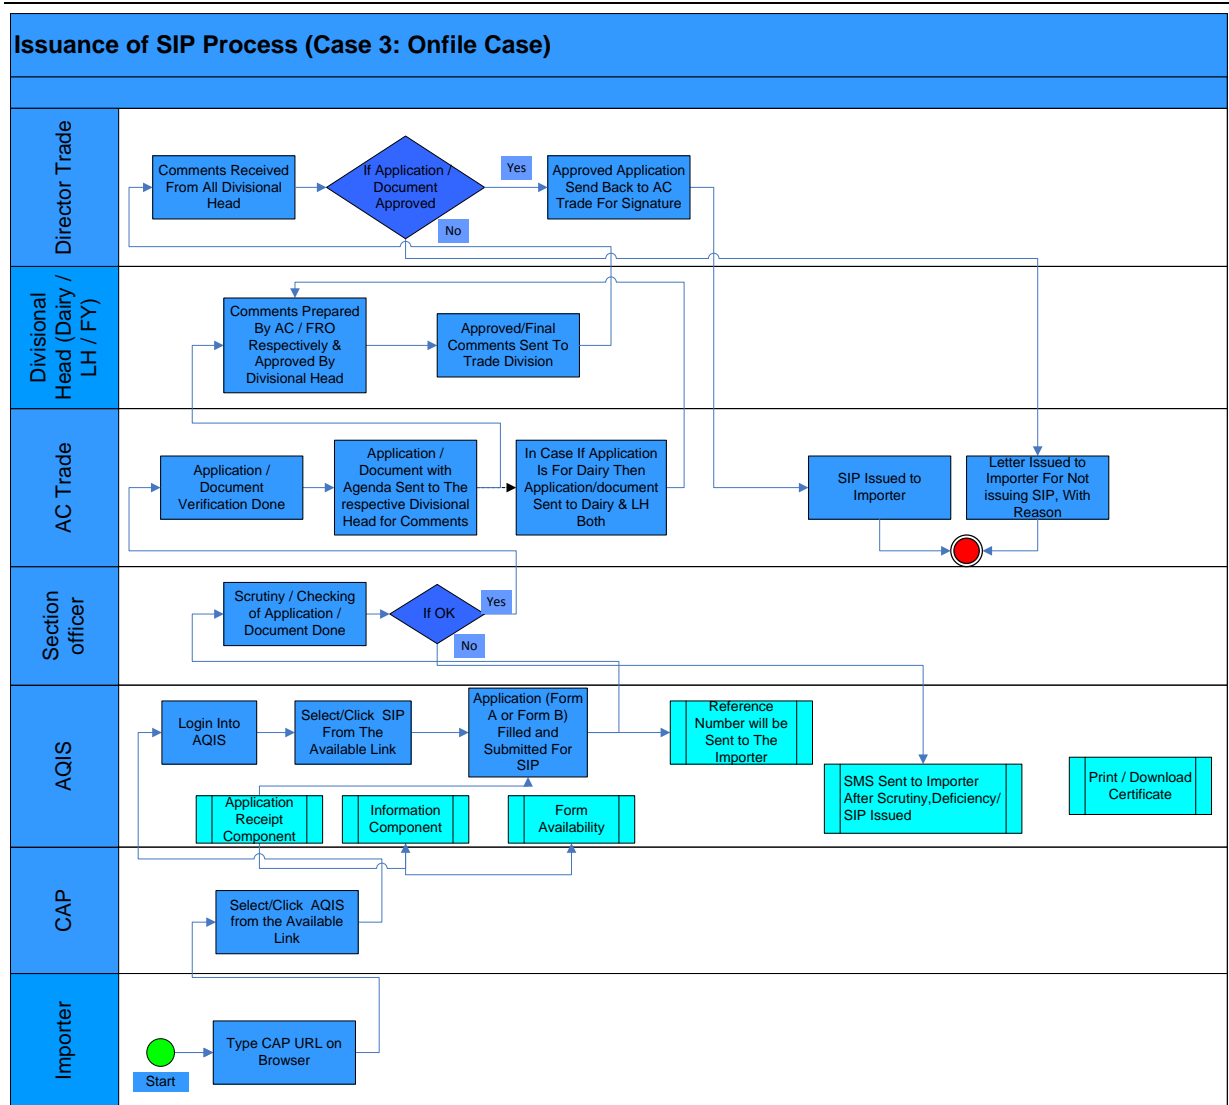 Issuance of SIP Process (Case 3: Onfile Case)
Director Trade
Comments Received
From All Divisional
Head
If Application /
Document
Approved
Yes
No
Approved Application
Send Back to AC
Trade For Signature
Divisional
Head (Dairy /
LH / FY)
Comments Prepared
By AC / FRO
Respectively &
Approved By
Divisional Head
Approved/Final
Comments Sent To
Trade Division
AC Trade
Application /
Document
Verification Done
Application /
Document with
Agenda Sent to The
respective Divisional
Head for Comments
In Case If Application
Is For Dairy Then
Application/document
Sent to Dairy & LH
Both
SIP Issued to
Importer
Letter Issued to
Importer For Not
issuing SIP, With
Reason
Section
officer
Scrutiny / Checking
of Application /
Document Done
If OK
Yes
No
AQIS
Login Into
AQIS
Select/Click SIP
From The
Available Link
Application (Form
A or Form B)
Filled and
Submitted For
SIP
Reference
Number will be
Sent to The
Importer
SMS Sent to Importer
After Scrutiny,Deficiency/
SIP Issued
Print / Download
Certificate
Application
Receipt
Component
Information
Component
Form
Availability
CAP
Select/Click AQIS
from the Available
Link
Importer
Start
Type CAP URL on
Browser